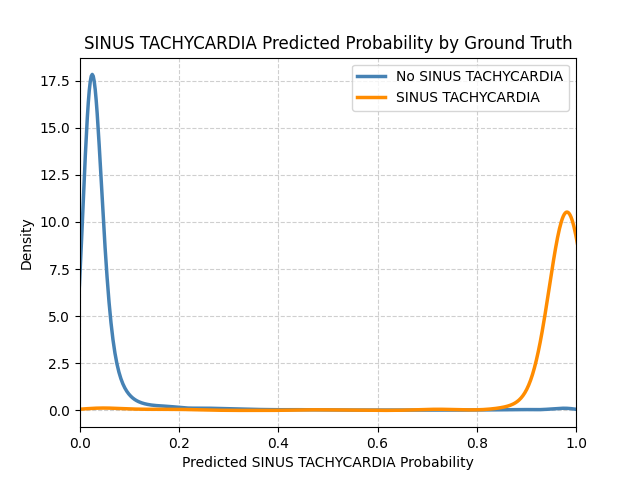 SINUS TACHYCARDIA Predicted Probability by Ground Truth
No SINUS TACHYCARDIA
SINUS TACHYCARDIA
Density
17.5
15.0
12.5
10.0
7.5
5.0
2.5
0.0
0.0 0.2 0.4 0.6 0.8 1.0
Predicted SINUS TACHYCARDIA Probability